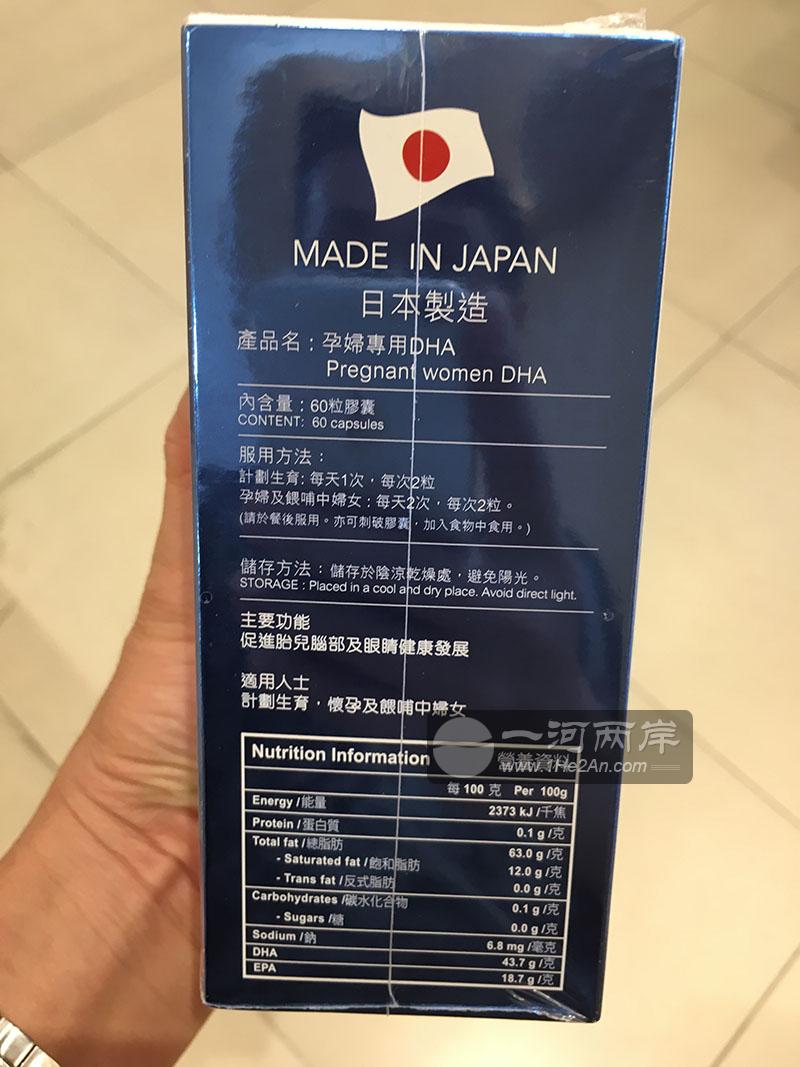 MADE IN JAPAN
日本製造
產品名：孕婦專用DHA
Pregnant women DHA
內含量：60粒膠囊
CONTENT: 60 capsules
服用方法：
計劃生育: 每天1次，每次2粒
孕婦及餵哺中婦女：每天2次，每次2粒。
(請於餐後服用。亦可刺破膠囊，加入食物中食用。)
儲存方法：儲存於陰涼乾燥處，避免陽光。
STORAGE : Placed in a cool and dry place. Avoid direct light.
主要功能
促進胎兒腦部及眼睛健康發展
適用人士
計劃生育，懷孕及餵哺中婦女
一河两岸
www.1He2An.com
Nutrition Information 營養資料
每 100 克 Per 100g
Energy /能量 2373 kJ /千焦
Protein /蛋白質 0.1 g /克
Total fat /總脂肪 63.0 g /克
- Saturated fat /飽和脂肪 12.0 g /克
- Trans fat /反式脂肪 0.0 g /克
Carbohydrates /碳水化合物 0.1 g /克
- Sugars /糖 0.0 g /克
Sodium /鈉 6.8 mg /毫克
DHA 43.7 g /克
EPA 18.7 g /克